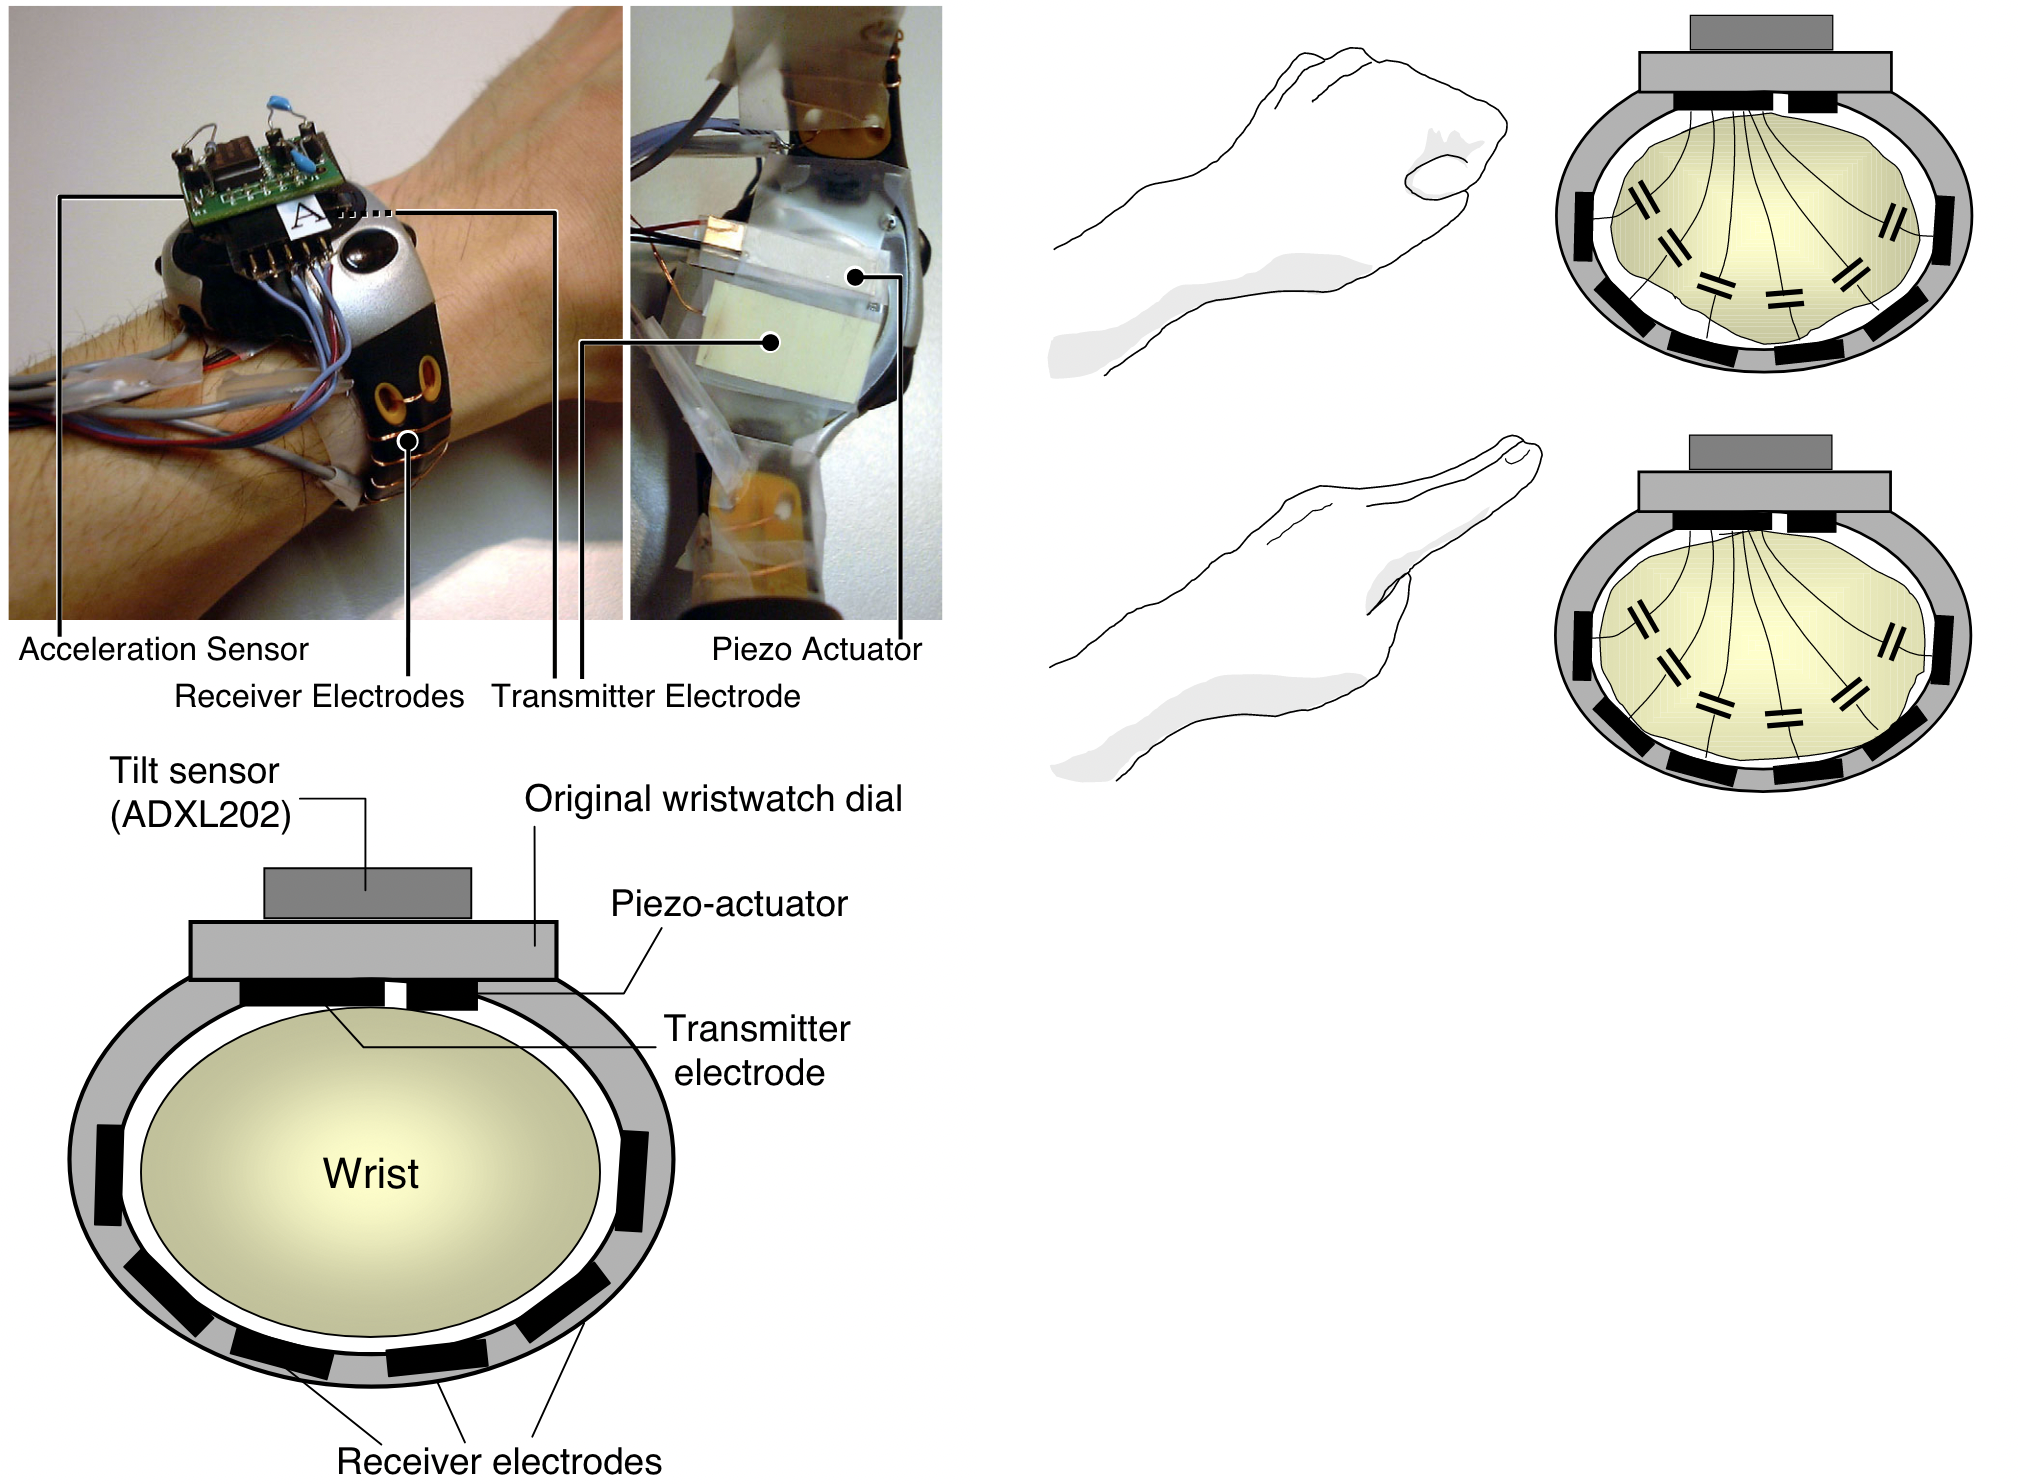 A
Acceleration Sensor
Piezo Actuator
Receiver Electrodes
Transmitter Electrode
Tilt sensor
(ADXL202)
Original wristwatch dial
Piezo-actuator
Transmitter
electrode
Wrist
Receiver electrodes